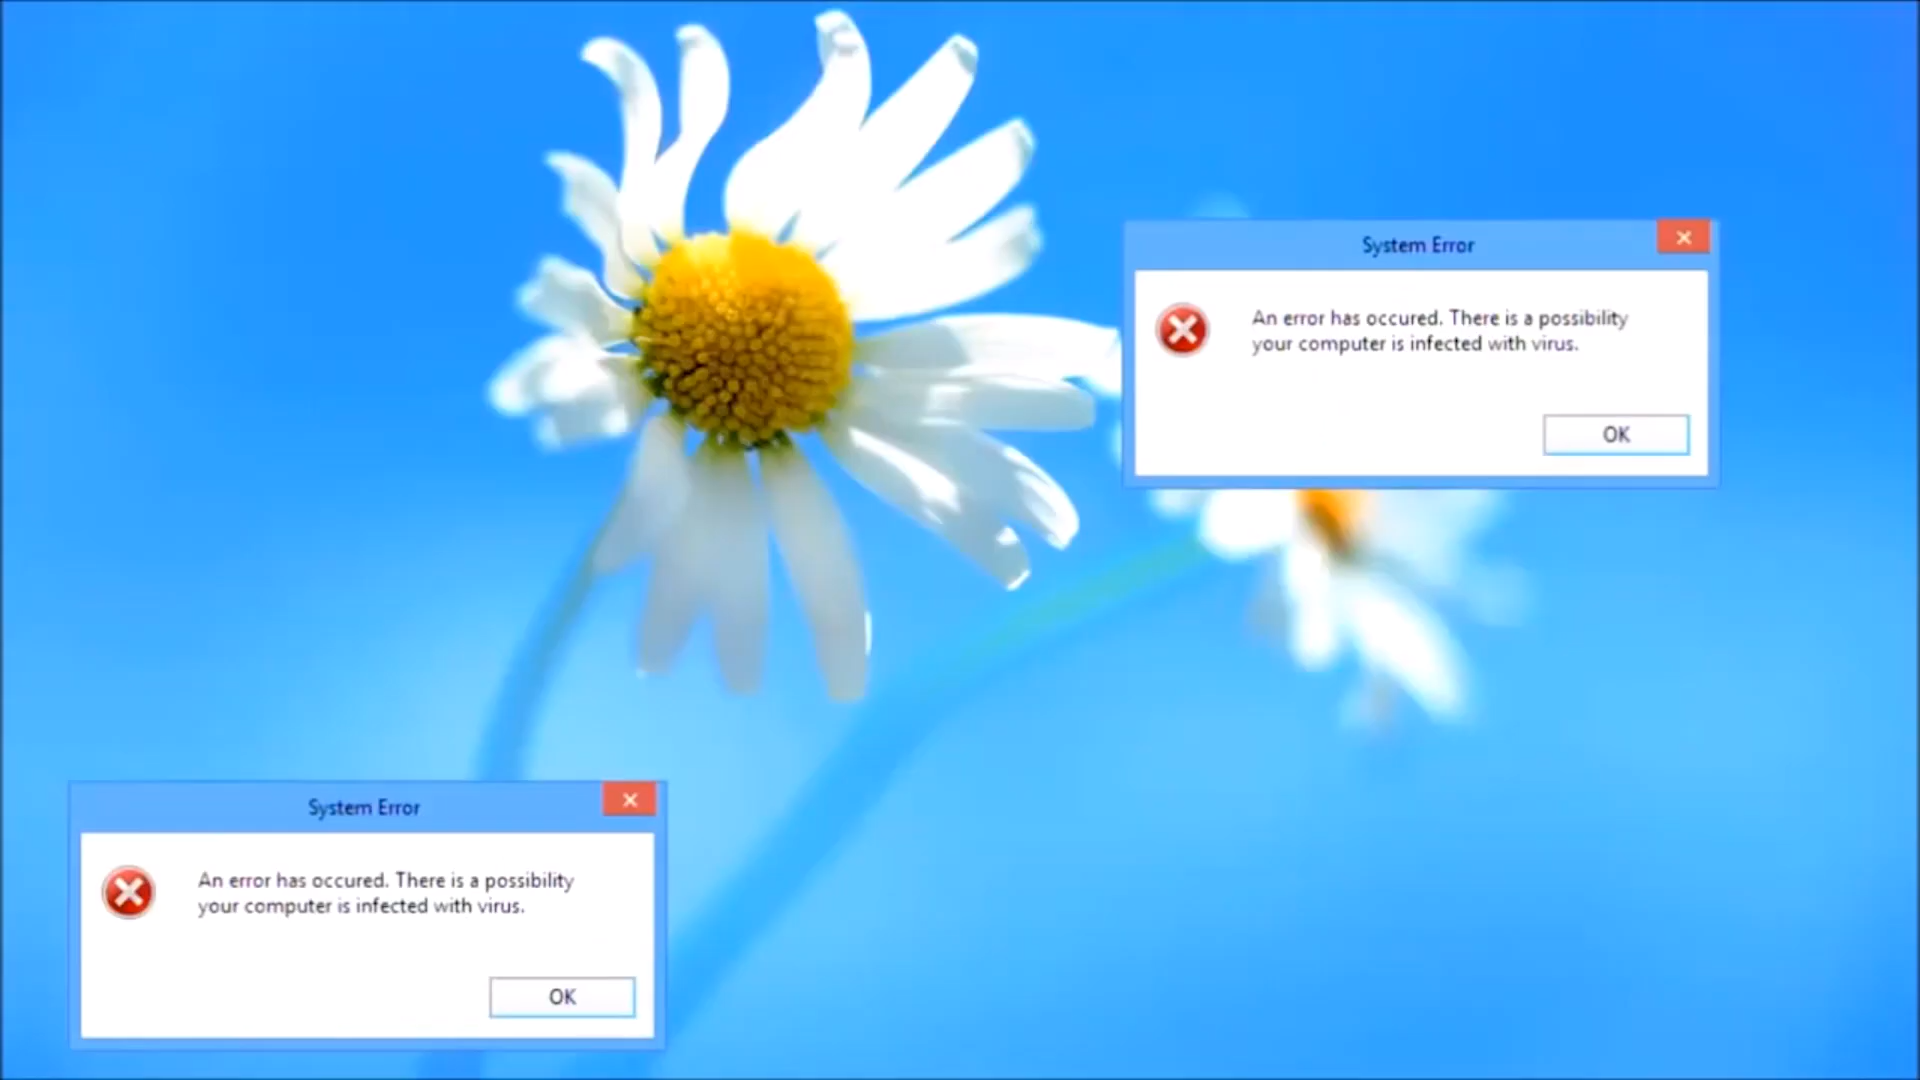 System Error
An error has occured. There is a possibility
your computer is infected with virus.
OK
System Error
An error has occured. There is a possibility
your computer is infected with virus.
OK